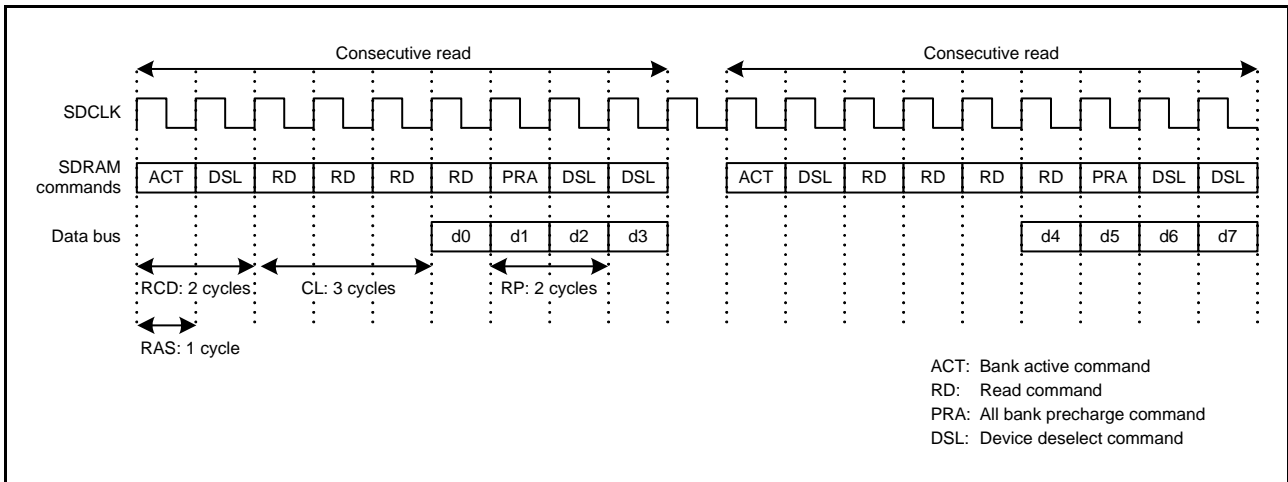 Consecutive read Consecutive read
SDCLK
SDRAM
commands
ACT DSL RD RD RD RD PRA DSL DSL ACT DSL RD RD RD RD PRA DSL DSL
Data bus d0 d1 d2 d3 d4 d5 d6 d7
RCD: 2 cycles CL: 3 cycles RP: 2 cycles
RAS: 1 cycle
ACT: Bank active command
RD: Read command
PRA: All bank precharge command
DSL: Device deselect command